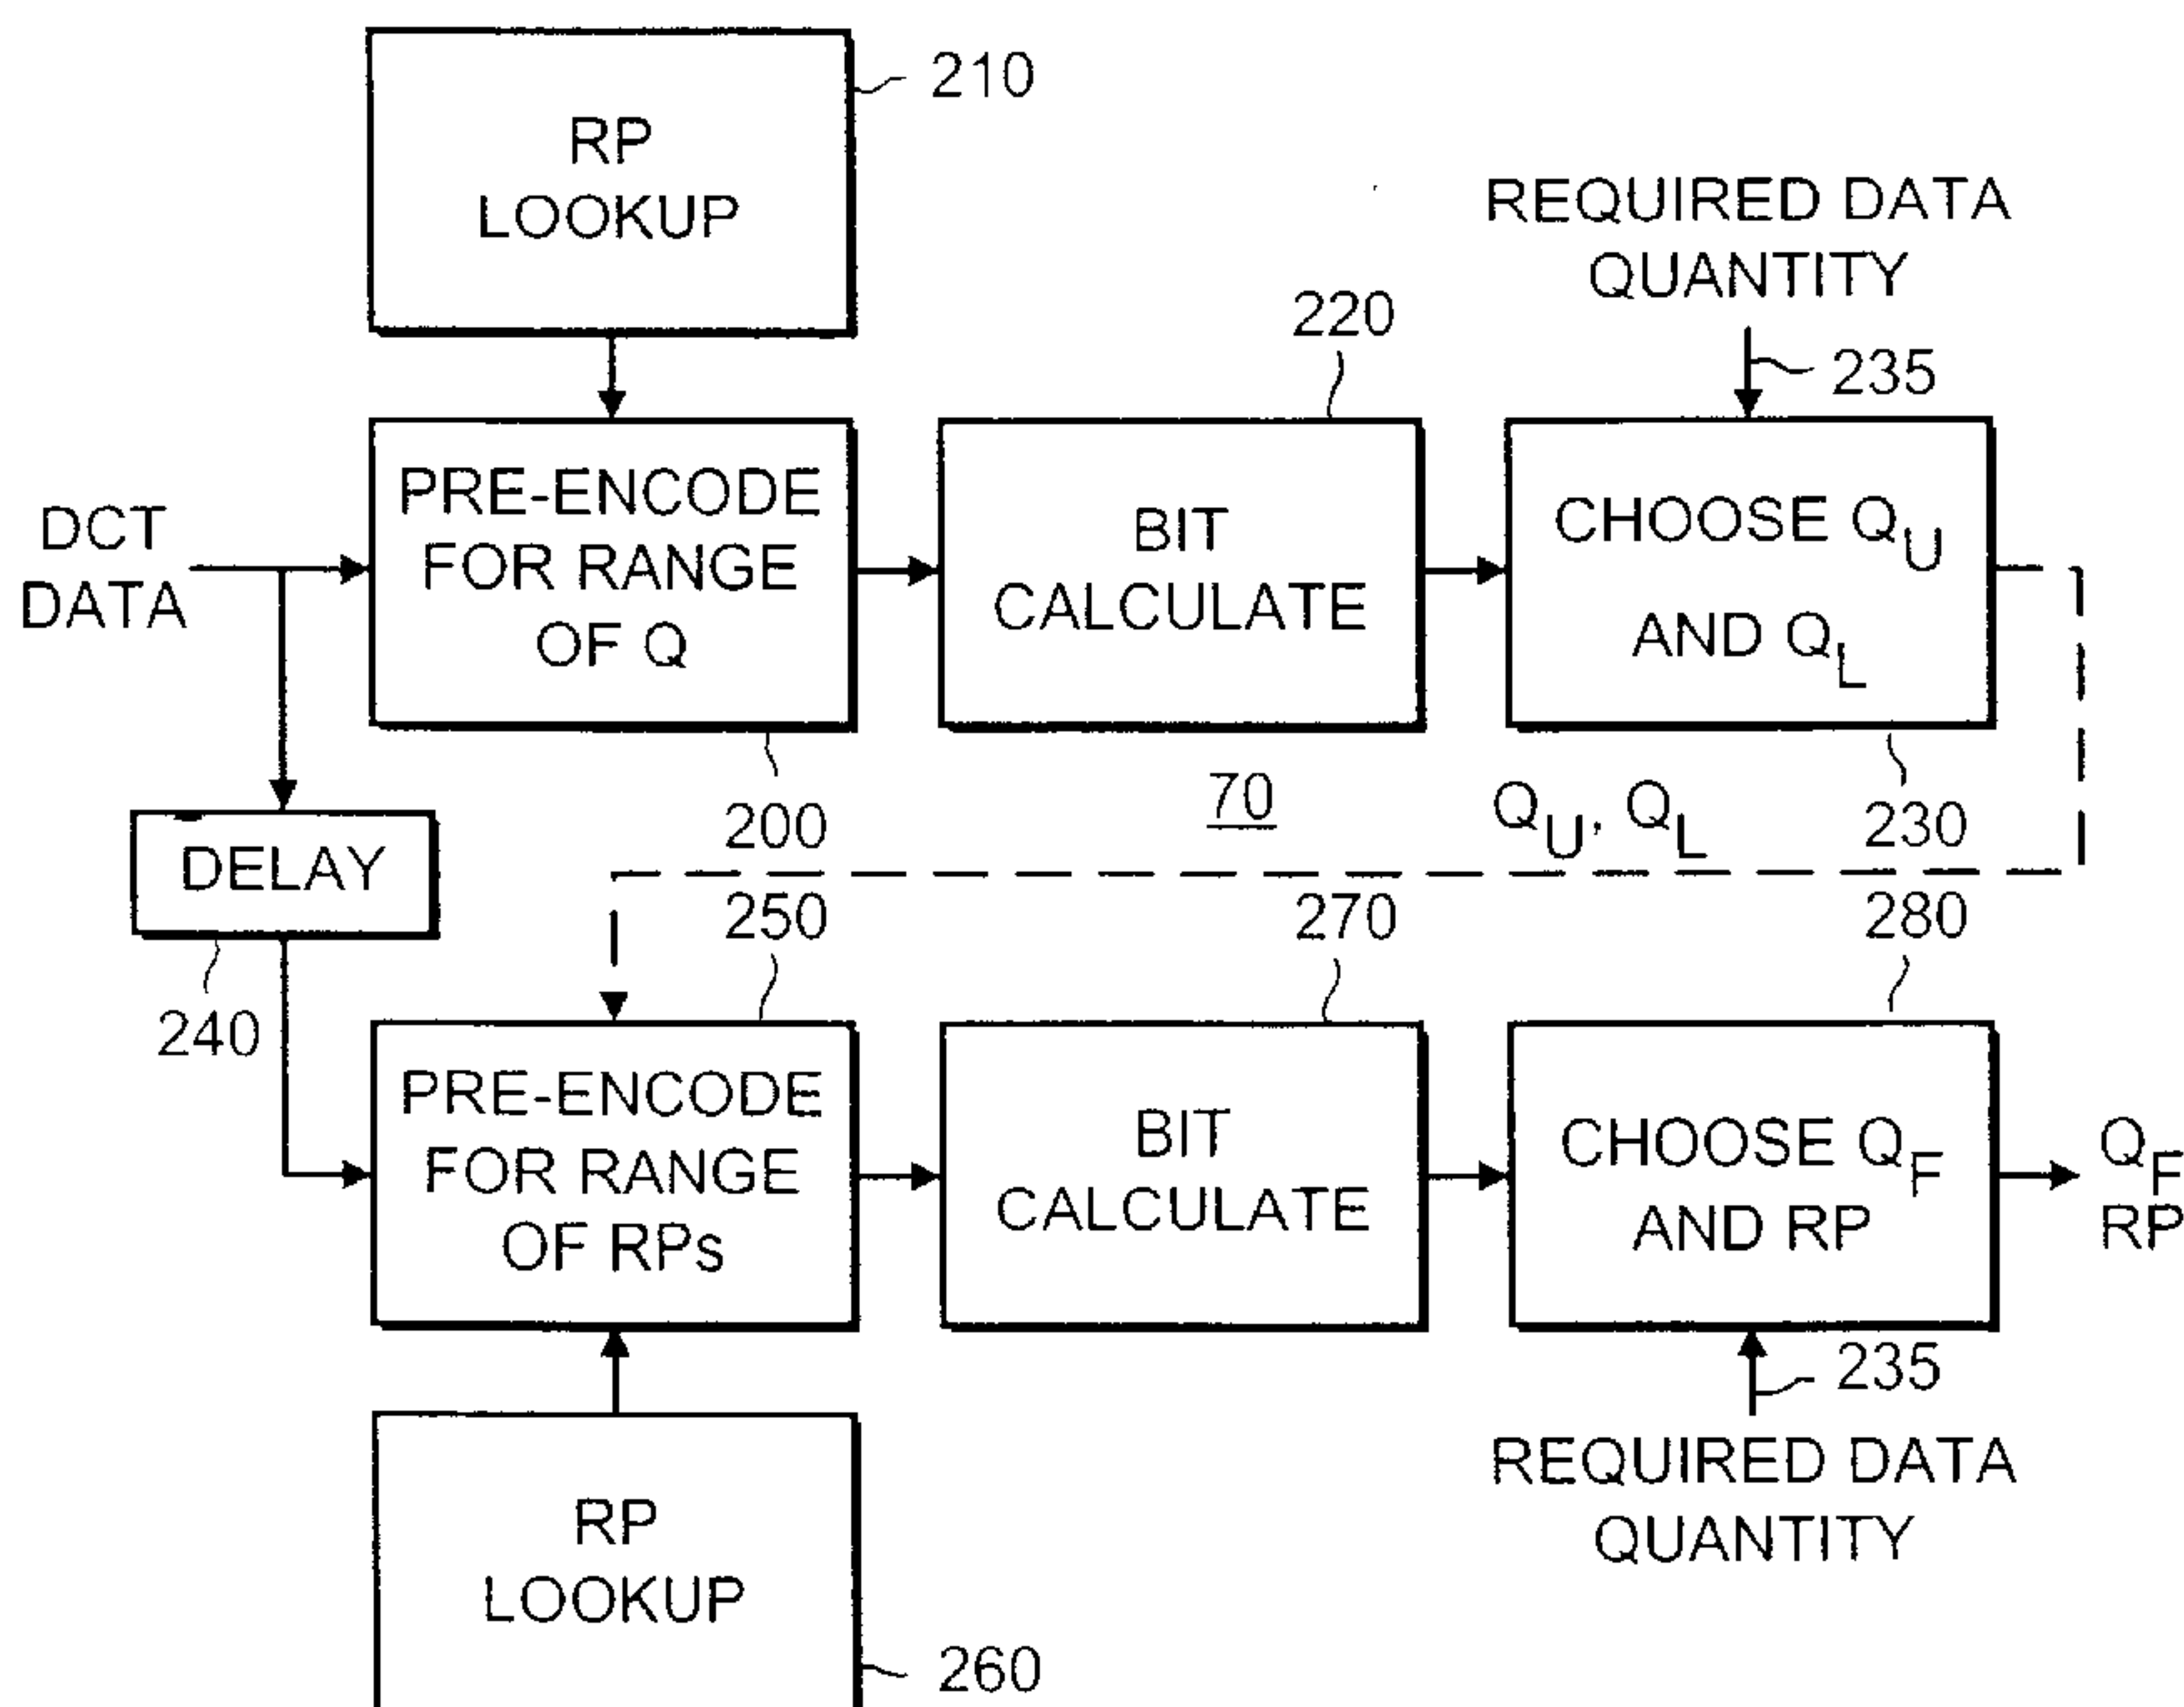 210
RP
LOOKUP
REQUIRED DATA
QUANTITY
220
235
DCT
DATA
PRE-ENCODE
FOR RANGE
OF Q
BIT
CALCULATE
CHOOSE QU
AND QL
200
70
QU, QL
230
DELAY
240
250
270
280
PRE-ENCODE
FOR RANGE
OF RPs
BIT
CALCULATE
CHOOSE QF
AND RP
QF
RP
235
REQUIRED DATA
QUANTITY
RP
LOOKUP
260